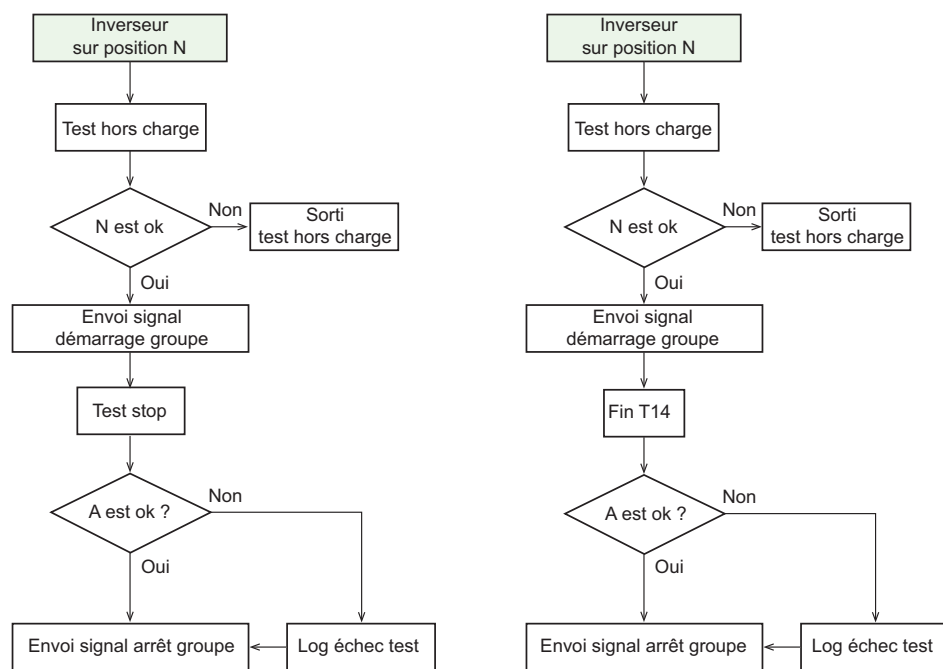 Inverseur
sur position N
Test hors charge
N est ok
Non
Sorti
test hors charge
Oui
Envoi signal
démarrage groupe
Test stop
A est ok ?
Non
Oui
Envoi signal arrêt groupe
Log échec test
Inverseur
sur position N
Test hors charge
N est ok
Non
Sorti
test hors charge
Oui
Envoi signal
démarrage groupe
Fin T14
A est ok ?
Non
Oui
Envoi signal arrêt groupe
Log échec test